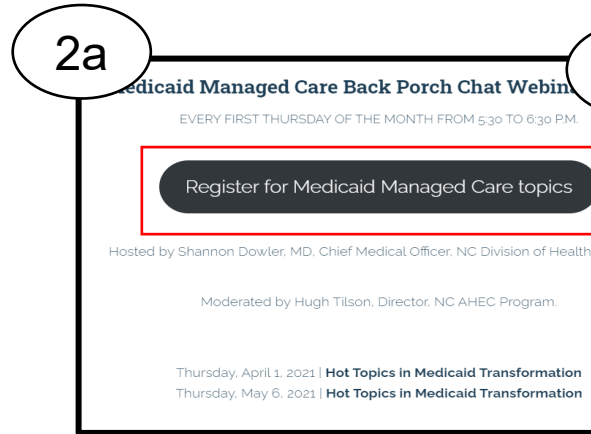 2a
Medicaid Managed Care Back Porch Chat
EVERY FIRST THURSDAY OF THE MONTH FROM 5:30 TO 6:30 P.M.
Register for Medicaid Managed Care topics
Hosted by Shannon Dowler, MD, Chief Medical Officer, NC Division of Health
Moderated by Hugh Tilson, Director, NC AHEC Program.
Thursday, April 1, 2021 | Hot Topics in Medicaid Transformation
Thursday, May 6, 2021 | Hot Topics in Medicaid Transformation